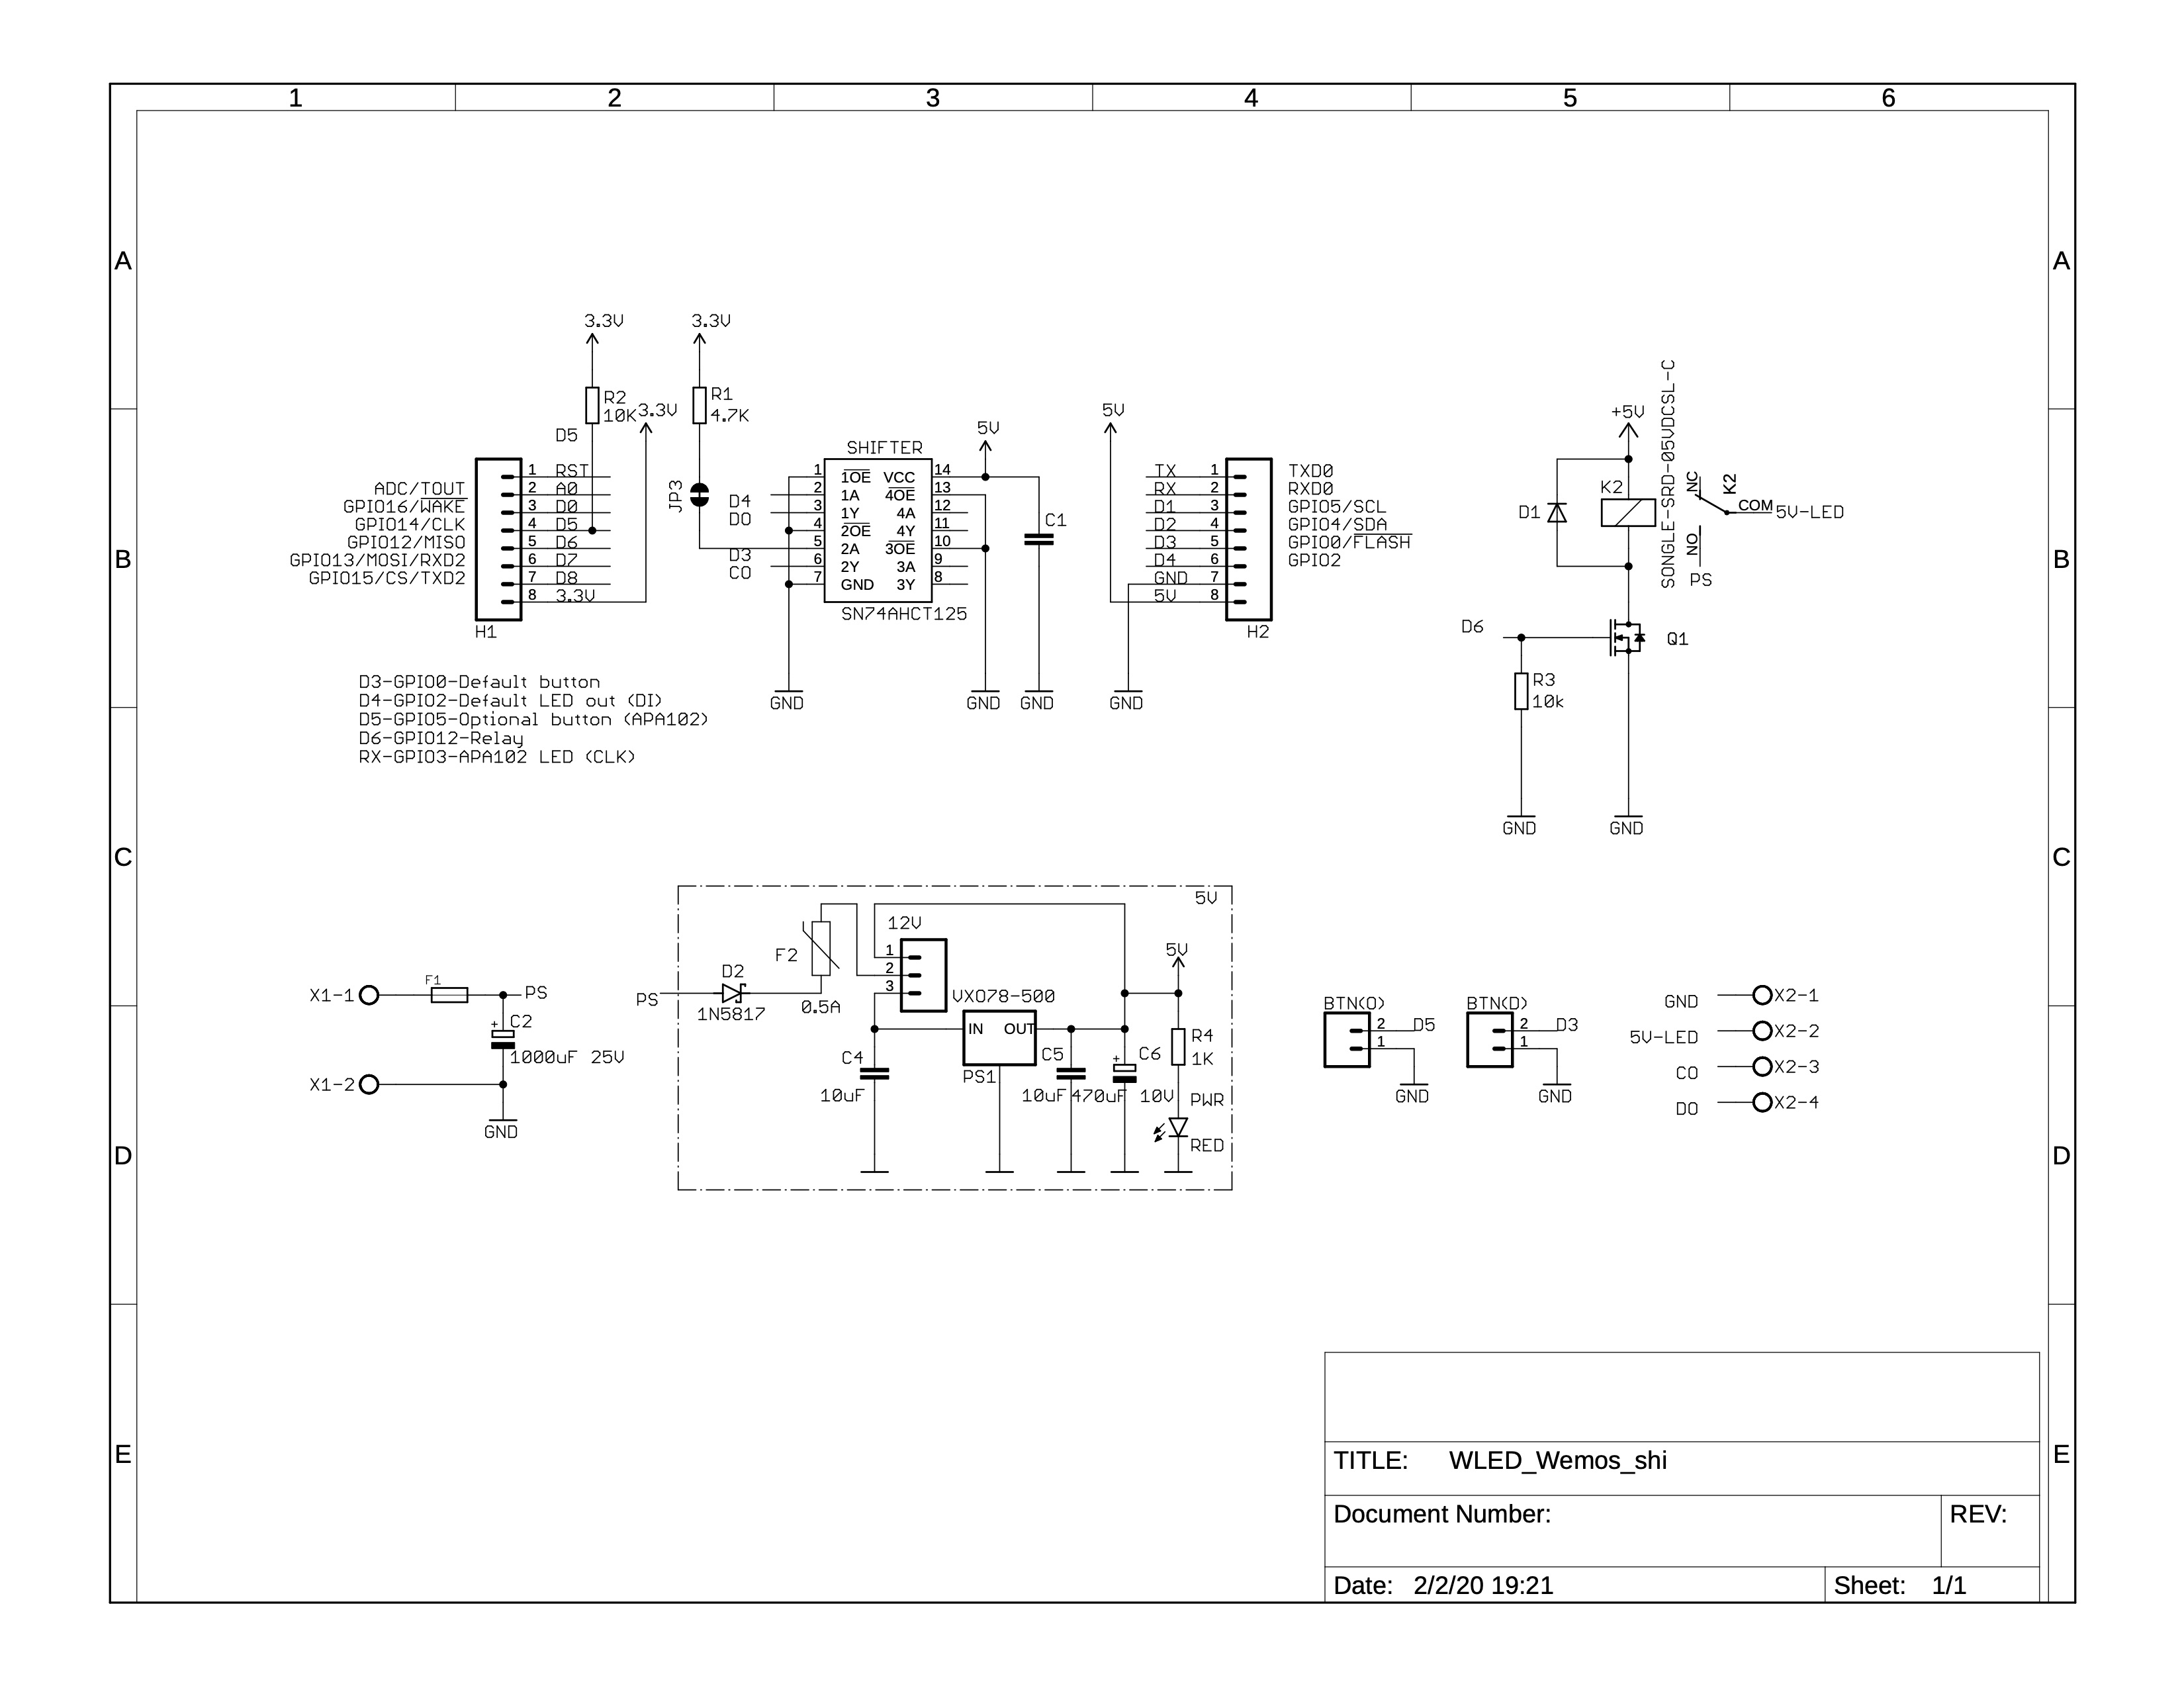 1 2 3 4 5 6
A A
B B
C C
D D
E E
3.3V
R2
10K
D5
3.3V
3.3V
R1
4.7K
JP3
ADC/TOUT
GPIO16/WAKE
GPIO14/CLK
GPIO12/MISO
GPIO13/MOSI/RXD2
GPIO15/CS/TXD2
1 RST
2 A0
3 D0
4 D5
5 D6
6 D7
7 D8
8 3.3V
H1
D4
DO
D3
CO
SHIFTER
1 1OE VCC 14
2 1A 4OE 13
3 1Y 4A 12
4 2OE 4Y 11
5 2A 3OE 10
6 2Y 3A 9
7 GND 3Y 8
SN74AHCT125
5V
C1
GND
GND
GND
5V
TX 1 TXD0
RX 2 RXD0
D1 3 GPIO5/SCL
D2 4 GPIO4/SDA
D3 5 GPIO0/FLASH
D4 6 GPIO2
GND 7
5V 8
H2
GND
+5V
SONGLE-SRD-05VDCSL-C
D1
K2
NC
K2
COM
5V-LED
NO
PS
D6
Q1
R3
10k
GND
GND
D3-GPIO0-Default button
D4-GPIO2-Default LED out (DI)
D5-GPIO5-Optional button (APA102)
D6-GPIO12-Relay
RX-GPIO3-APA102 LED (CLK)
X1-1
F1
PS
+
C2
1000uF 25V
X1-2
GND
5V
PS
D2
1N5817
F2
0.5A
12V
1
2
3
VXO78-500
IN OUT
PS1
C4
10uF
C5
10uF
+
C6
470uF 10V
5V
R4
1K
PWR
RED
BTN(O)
2 D5
1
GND
BTN(D)
2 D3
1
GND
GND X2-1
5V-LED X2-2
CO X2-3
DO X2-4
TITLE: WLED_Wemos_shi
Document Number:
REV:
Date: 2/2/20 19:21
Sheet: 1/1